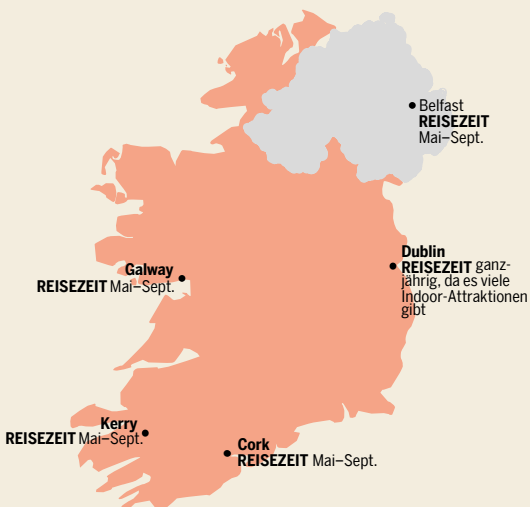 Belfast
REISEZEIT
Mai–Sept.
Dublin
REISEZEIT ganz-
jährig, da es viele
Indoor-Attraktionen
gibt
Galway
REISEZEIT Mai–Sept.
Kerry
REISEZEIT Mai–Sept.
Cork
REISEZEIT Mai–Sept.